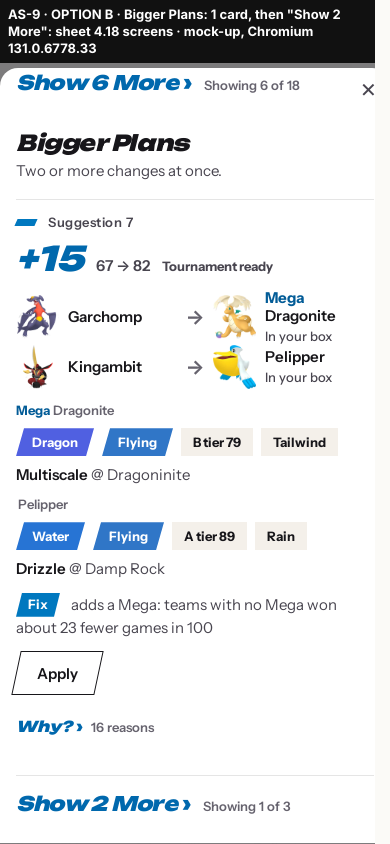 AS-9 · OPTION B · Bigger Plans: 1 card, then "Show 2
More": sheet 4.18 screens · mock-up, Chromium
131.0.6778.33
Show 6 More › Showing 6 of 18
×
Bigger Plans
Two or more changes at once.
Suggestion 7
+15 67 → 82 Tournament ready
Garchomp → Mega
Dragonite
In your box
Kingambit → Pelipper
In your box
Mega Dragonite
Dragon Flying B tier 79 Tailwind
Multiscale @ Dragoninite
Pelipper
Water Flying A tier 89 Rain
Drizzle @ Damp Rock
Fix adds a Mega: teams with no Mega won
about 23 fewer games in 100
Apply
Why? › 16 reasons
Show 2 More › Showing 1 of 3